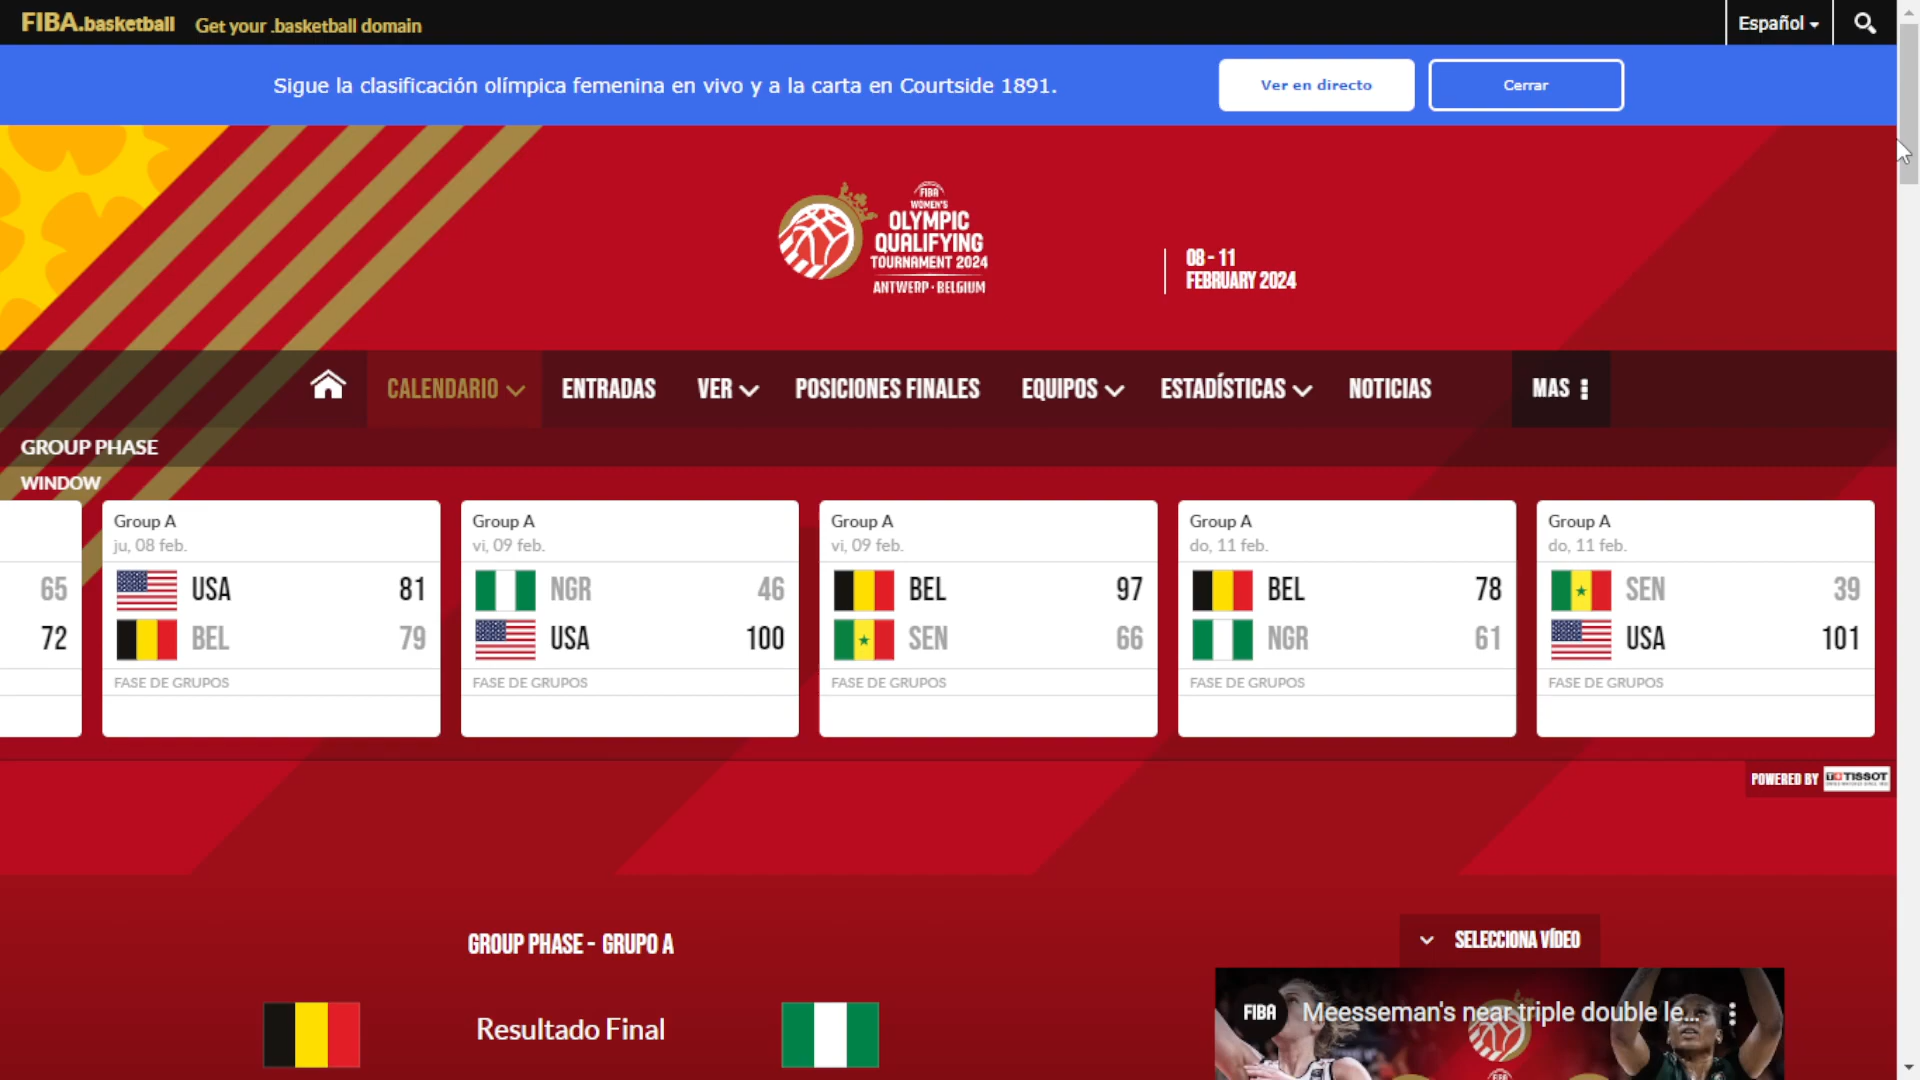 FIBA.basketball
Get your .basketball domain
Español
Sigue la clasificación olímpica femenina en vivo y a la carta en Courtside 1891.
Ver en directo
Cerrar
FIBA
WOMEN'S
OLYMPIC
QUALIFYING
TOURNAMENT 2024
ANTWERP · BELGIUM
08 - 11
FEBRUARY 2024
CALENDARIO
ENTRADAS
VER
POSICIONES FINALES
EQUIPOS
ESTADÍSTICAS
NOTICIAS
MAS
GROUP PHASE
WINDOW
65
72
Group A
ju, 08 feb.
USA 81
BEL 79
FASE DE GRUPOS
Group A
vi, 09 feb.
NGR 46
USA 100
FASE DE GRUPOS
Group A
vi, 09 feb.
BEL 97
SEN 66
FASE DE GRUPOS
Group A
do, 11 feb.
BEL 78
NGR 61
FASE DE GRUPOS
Group A
do, 11 feb.
SEN 39
USA 101
FASE DE GRUPOS
POWERED BY TISSOT
GROUP PHASE - GRUPO A
Resultado Final
SELECCIONA VÍDEO
FIBA
Meesseman's near triple double le...